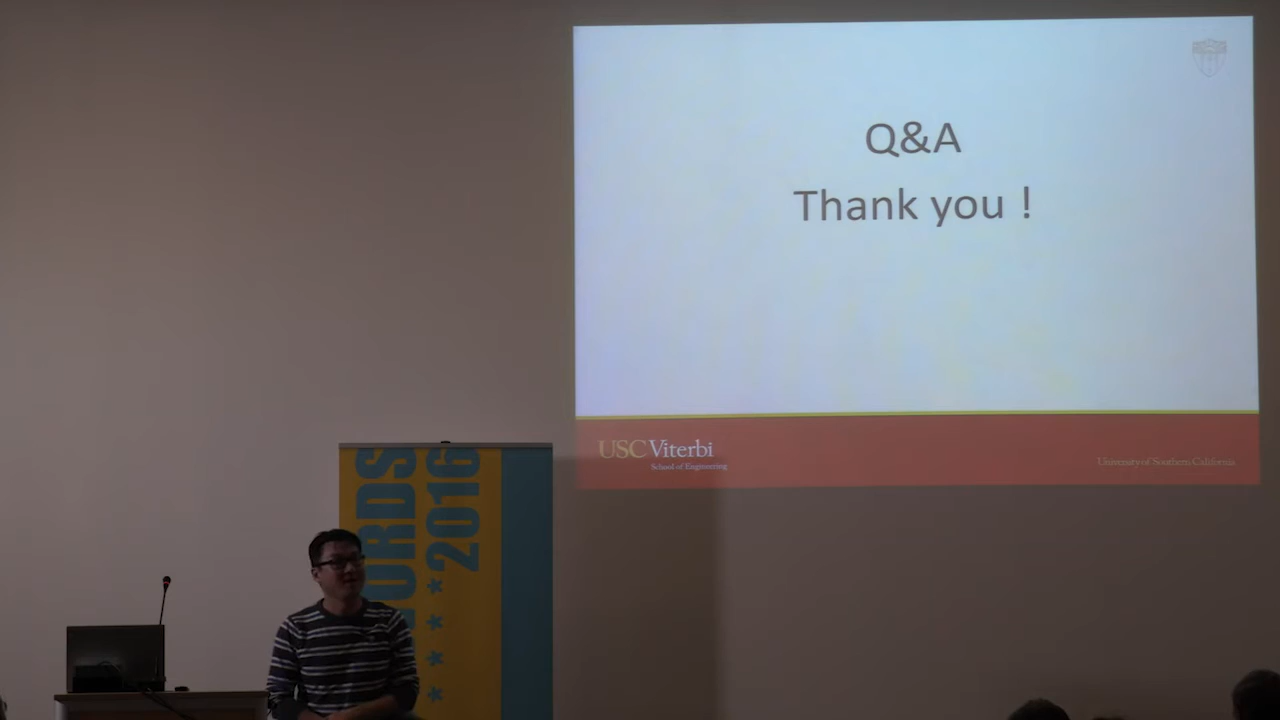 Q&A
Thank you !
USC Viterbi
School of Engineering
University of Southern California
ORDS
2016